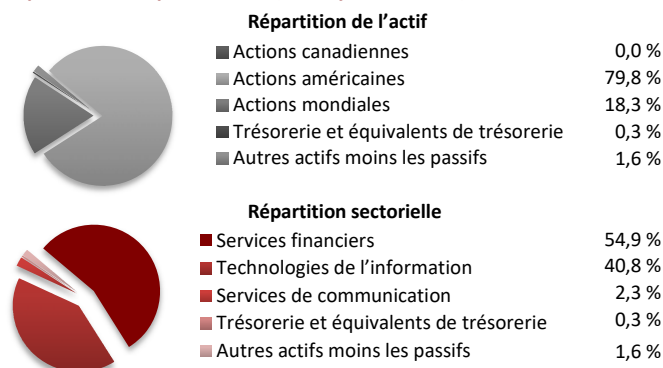 Répartition de l’actif
Actions canadiennes 0,0 %
Actions américaines 79,8 %
Actions mondiales 18,3 %
Trésorerie et équivalents de trésorerie 0,3 %
Autres actifs moins les passifs 1,6 %
Répartition sectorielle
Services financiers 54,9 %
Technologies de l’information 40,8 %
Services de communication 2,3 %
Trésorerie et équivalents de trésorerie 0,3 %
Autres actifs moins les passifs 1,6 %